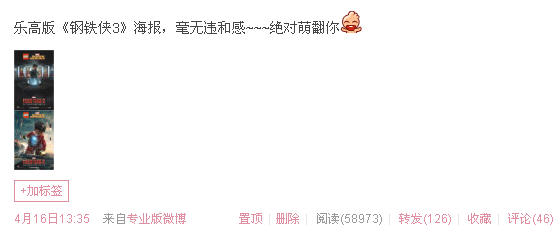 乐高版《钢铁侠3》海报，毫无违和感~~~绝对萌翻你
+加标签
4月16日13:35 来自专业版微博 置顶 | 删除 | 阅读(58973) | 转发(126) | 收藏 | 评论(46)